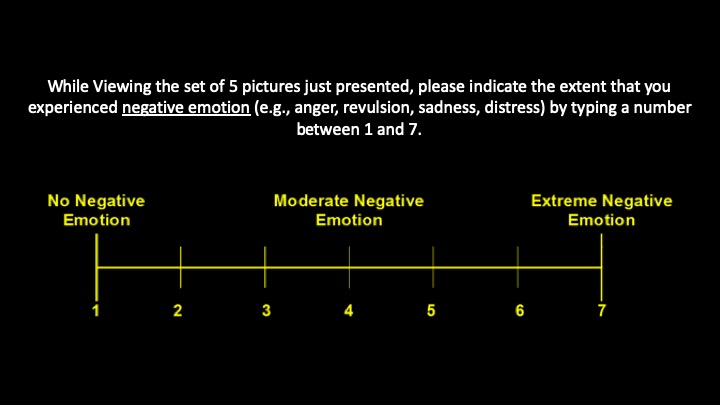 While Viewing the set of 5 pictures just presented, please indicate the extent that you
experienced negative emotion (e.g., anger, revulsion, sadness, distress) by typing a number
between 1 and 7.
No Negative
Emotion
Moderate Negative
Emotion
Extreme Negative
Emotion
1 2 3 4 5 6 7